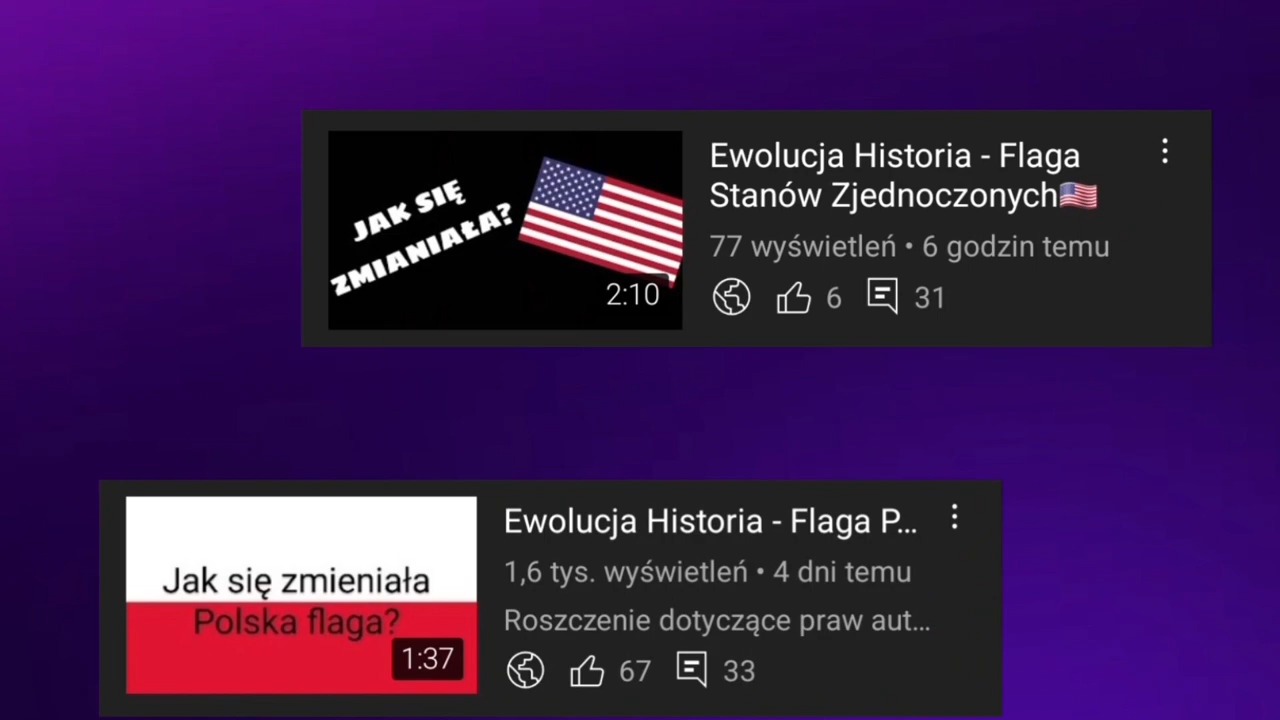 JAK SIĘ
ZMIANIAŁA?
2:10
Ewolucja Historia - Flaga
Stanów Zjednoczonych🇺🇸
77 wyświetleń • 6 godzin temu
6 31
Jak się zmieniała
Polska flaga?
1:37
Ewolucja Historia - Flaga P...
1,6 tys. wyświetleń • 4 dni temu
Roszczenie dotyczące praw aut...
67 33